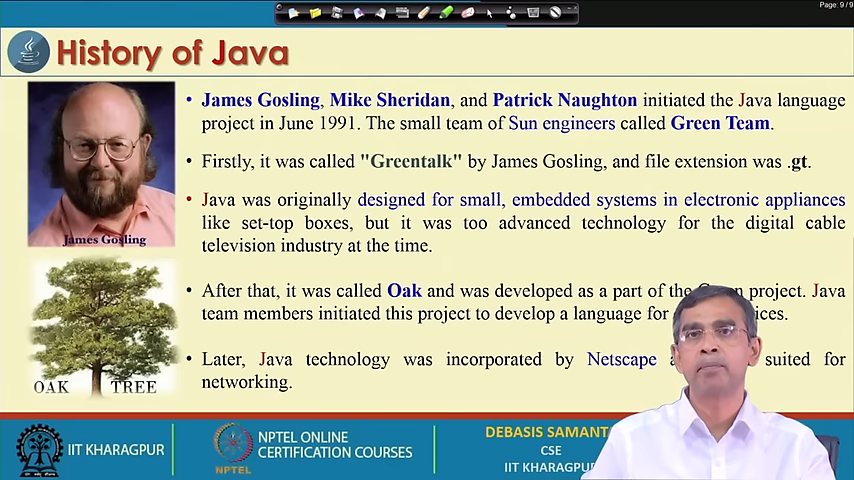 Page: 9 / 9
History of Java
• James Gosling, Mike Sheridan, and Patrick Naughton initiated the Java language
project in June 1991. The small team of Sun engineers called Green Team.
• Firstly, it was called "Greentalk" by James Gosling, and file extension was .gt.
• Java was originally designed for small, embedded systems in electronic appliances
like set-top boxes, but it was too advanced technology for the digital cable
television industry at the time.
James Gosling
• After that, it was called Oak and was developed as a part of the project. Java
team members initiated this project to develop a language for
• Later, Java technology was incorporated by Netscape suited for
networking.
OAK TREE
IIT KHARAGPUR
NPTEL
NPTEL ONLINE
CERTIFICATION COURSES
DEBASIS SAMANT
CSE
IIT KHARAGP